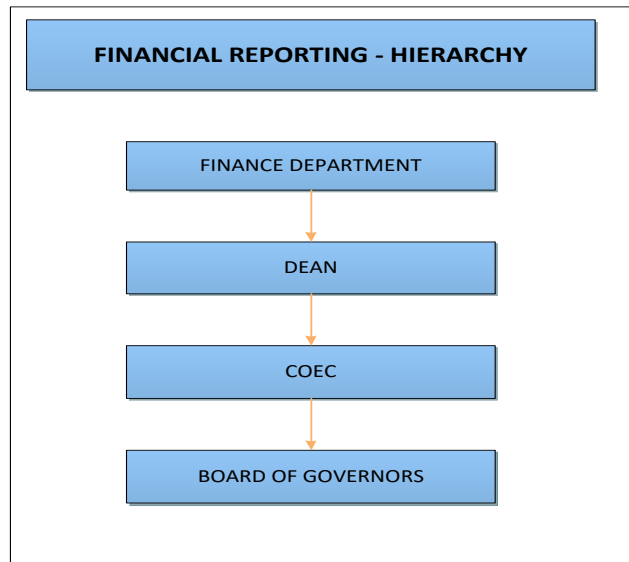 FINANCIAL REPORTING - HIERARCHY
FINANCE DEPARTMENT
DEAN
COEC
BOARD OF GOVERNORS